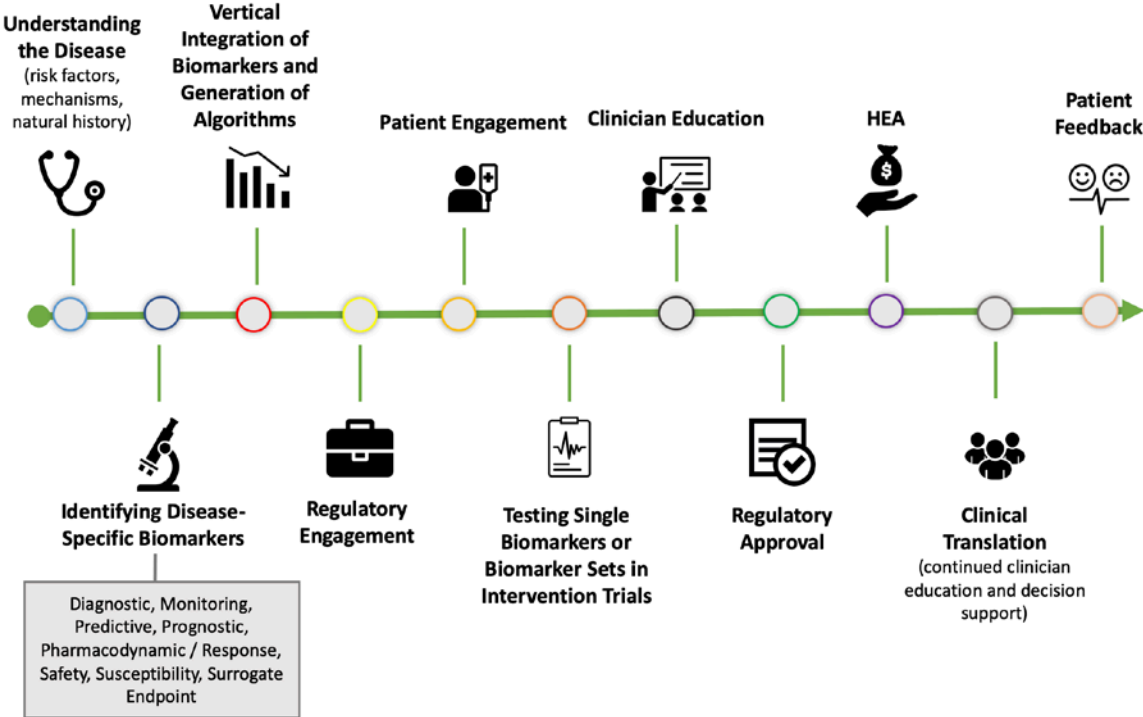 Understanding
the Disease
(risk factors,
mechanisms,
natural history)
Vertical
Integration of
Biomarkers and
Generation of
Algorithms
Patient Engagement
Clinician Education
HEA
$
Patient
Feedback
Identifying Disease-
Specific Biomarkers
Diagnostic, Monitoring,
Predictive, Prognostic,
Pharmacodynamic / Response,
Safety, Susceptibility, Surrogate
Endpoint
Regulatory
Engagement
Testing Single
Biomarkers or
Biomarker Sets in
Intervention Trials
Regulatory
Approval
Clinical
Translation
(continued clinician
education and decision
support)